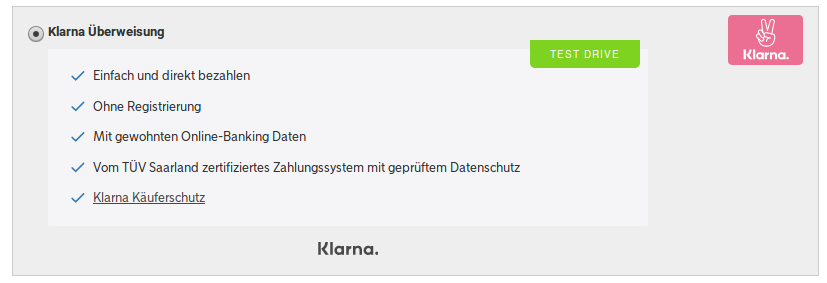 Klarna Überweisung
Klarna.
TEST DRIVE
Einfach und direkt bezahlen
Ohne Registrierung
Mit gewohnten Online-Banking Daten
Vom TÜV Saarland zertifiziertes Zahlungssystem mit geprüftem Datenschutz
Klarna Käuferschutz
Klarna.